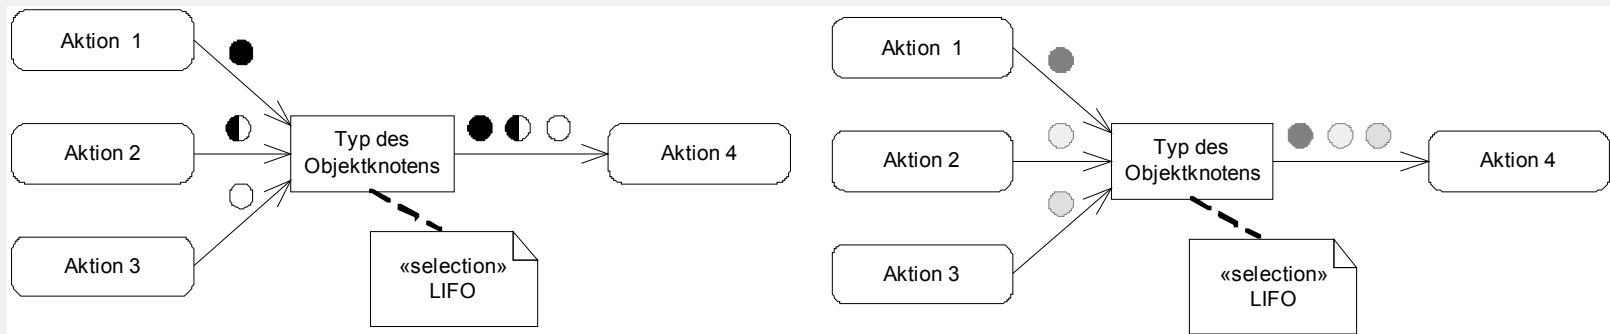 Aktion 1
Aktion 2
Aktion 3
Typ des
Objektknotens
Aktion 4
«selection»
LIFO
Aktion 1
Aktion 2
Aktion 3
Typ des
Objektknotens
Aktion 4
«selection»
LIFO